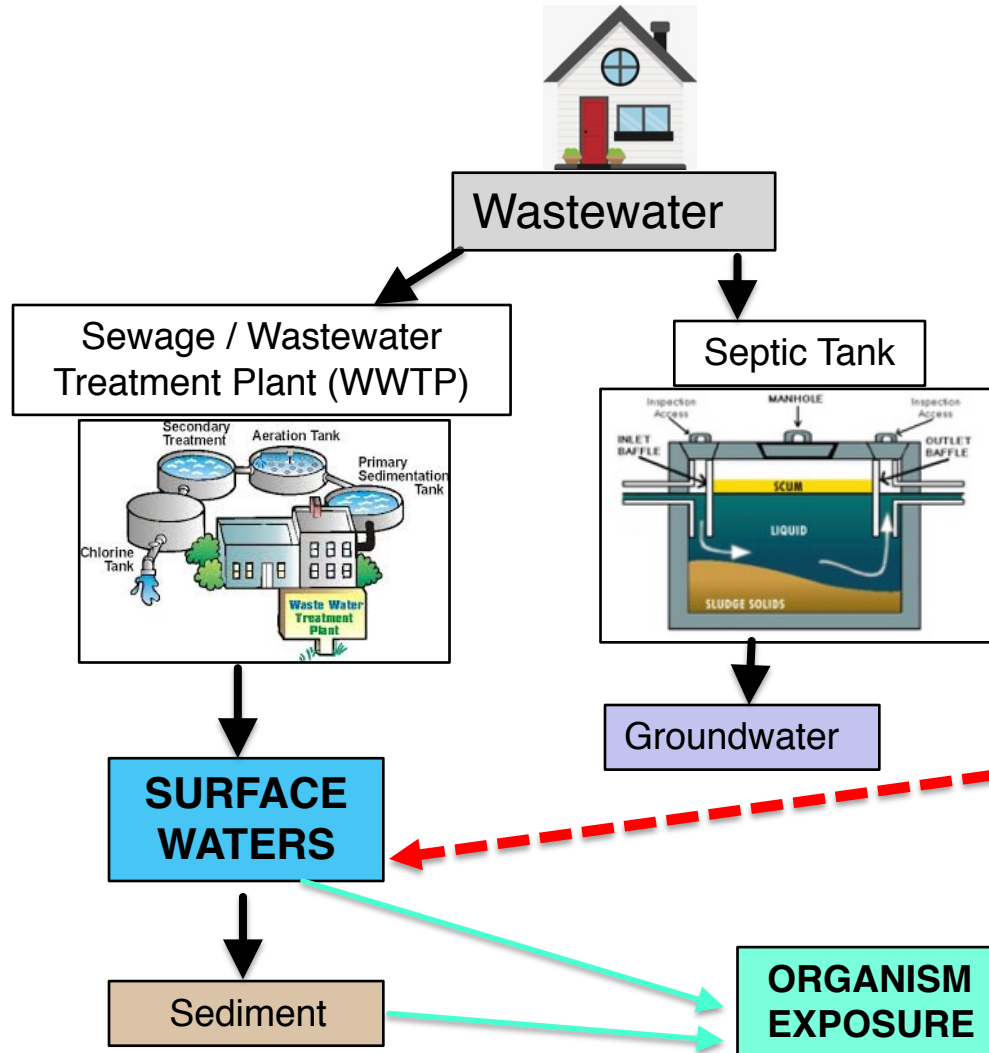 Wastewater
Sewage / Wastewater
Treatment Plant (WWTP)
Septic Tank
Secondary
Treatment
Aeration Tank
Primary
Sedimentation
Tank
Chlorine
Tank
Waste Water
Treatment
Plant
Inspection
Access
MANHOLE
Inspection
Access
INLET
BAFFLE
OUTLET
BAFFLE
SCUM
LIQUID
SLUDGE SOLIDS
Groundwater
SURFACE
WATERS
Sediment
ORGANISM
EXPOSURE